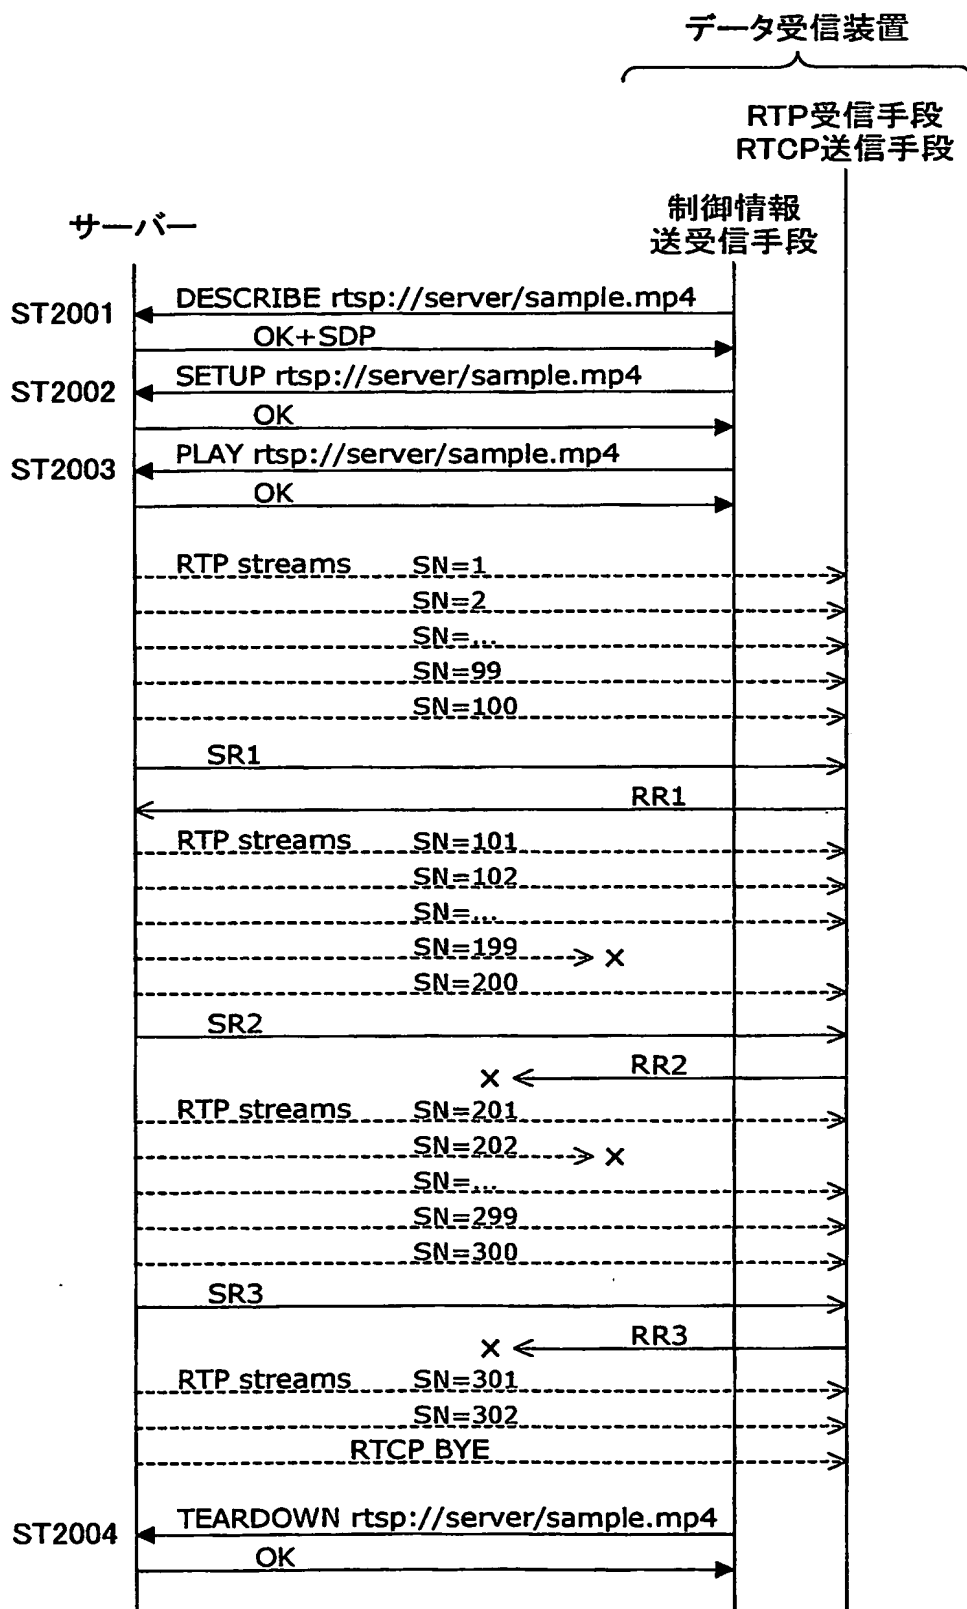 データ受信装置
RTP受信手段
RTCP送信手段
サーバー
制御情報
送受信手段
ST2001
DESCRIBE rtsp://server/sample.mp4
OK+SDP
ST2002
SETUP rtsp://server/sample.mp4
OK
ST2003
PLAY rtsp://server/sample.mp4
OK
RTP streams SN=1
SN=2
SN=...
SN=99
SN=100
SR1
RR1
RTP streams SN=101
SN=102
SN=...
SN=199 ×
SN=200
SR2
× RR2
RTP streams SN=201
SN=202 ×
SN=...
SN=299
SN=300
SR3
× RR3
RTP streams SN=301
SN=302
RTCP BYE
ST2004
TEARDOWN rtsp://server/sample.mp4
OK